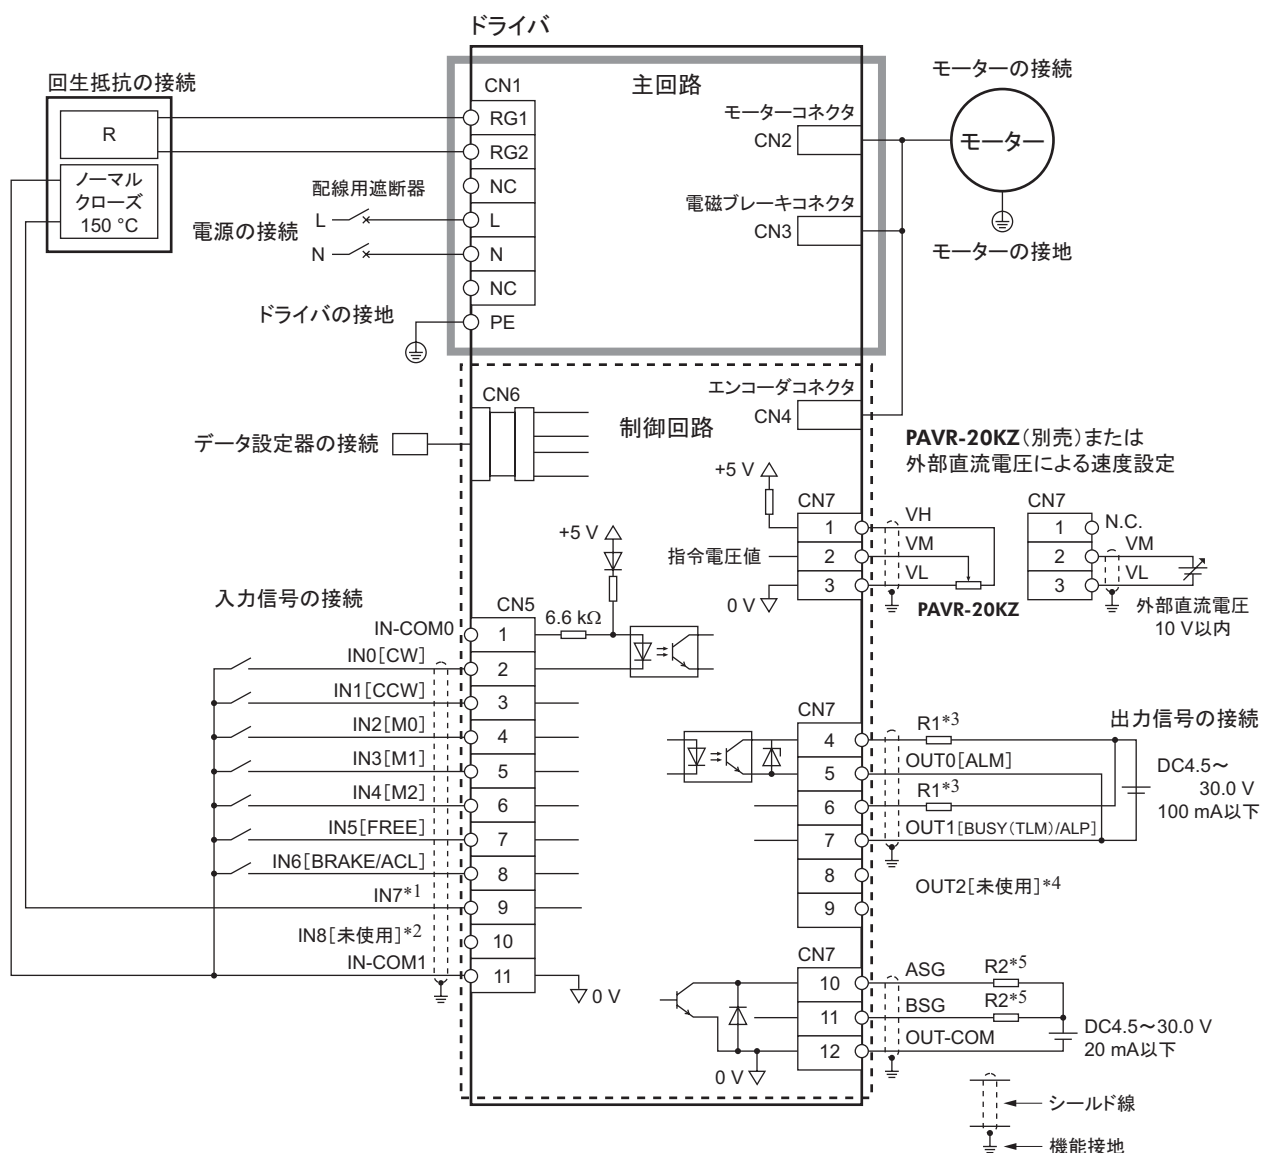 ドライバ
回生抵抗の接続
R
ノーマル
クローズ
150 °C
配線用遮断器
電源の接続
L
N
ドライバの接地
CN1
RG1
RG2
NC
L
N
NC
PE
主回路
モーターコネクタ
CN2
電磁ブレーキコネクタ
CN3
モーターの接続
モーター
モーターの接地
エンコーダコネクタ
CN4
CN6
制御回路
データ設定器の接続
PAVR-20KZ(別売)または
外部直流電圧による速度設定
+5 V
指令電圧値
0 V
CN7
1
2
3
VH
VM
VL
PAVR-20KZ
CN7
1
2
3
N.C.
VM
VL
外部直流電圧
10 V以内
+5 V
6.6 kΩ
入力信号の接続
CN5
IN-COM0
1
IN0[CW]
2
IN1[CCW]
3
IN2[M0]
4
IN3[M1]
5
IN4[M2]
6
IN5[FREE]
7
IN6[BRAKE/ACL]
8
IN7*1
9
IN8[未使用]*2
10
IN-COM1
11
0 V
CN7
4
5
6
7
8
9
R1*3
OUT0[ALM]
R1*3
OUT1[BUSY(TLM)/ALP]
OUT2[未使用]*4
出力信号の接続
DC4.5~
30.0 V
100 mA以下
CN7
10
11
12
0 V
ASG
R2*5
BSG
R2*5
OUT-COM
DC4.5~30.0 V
20 mA以下
シールド線
機能接地